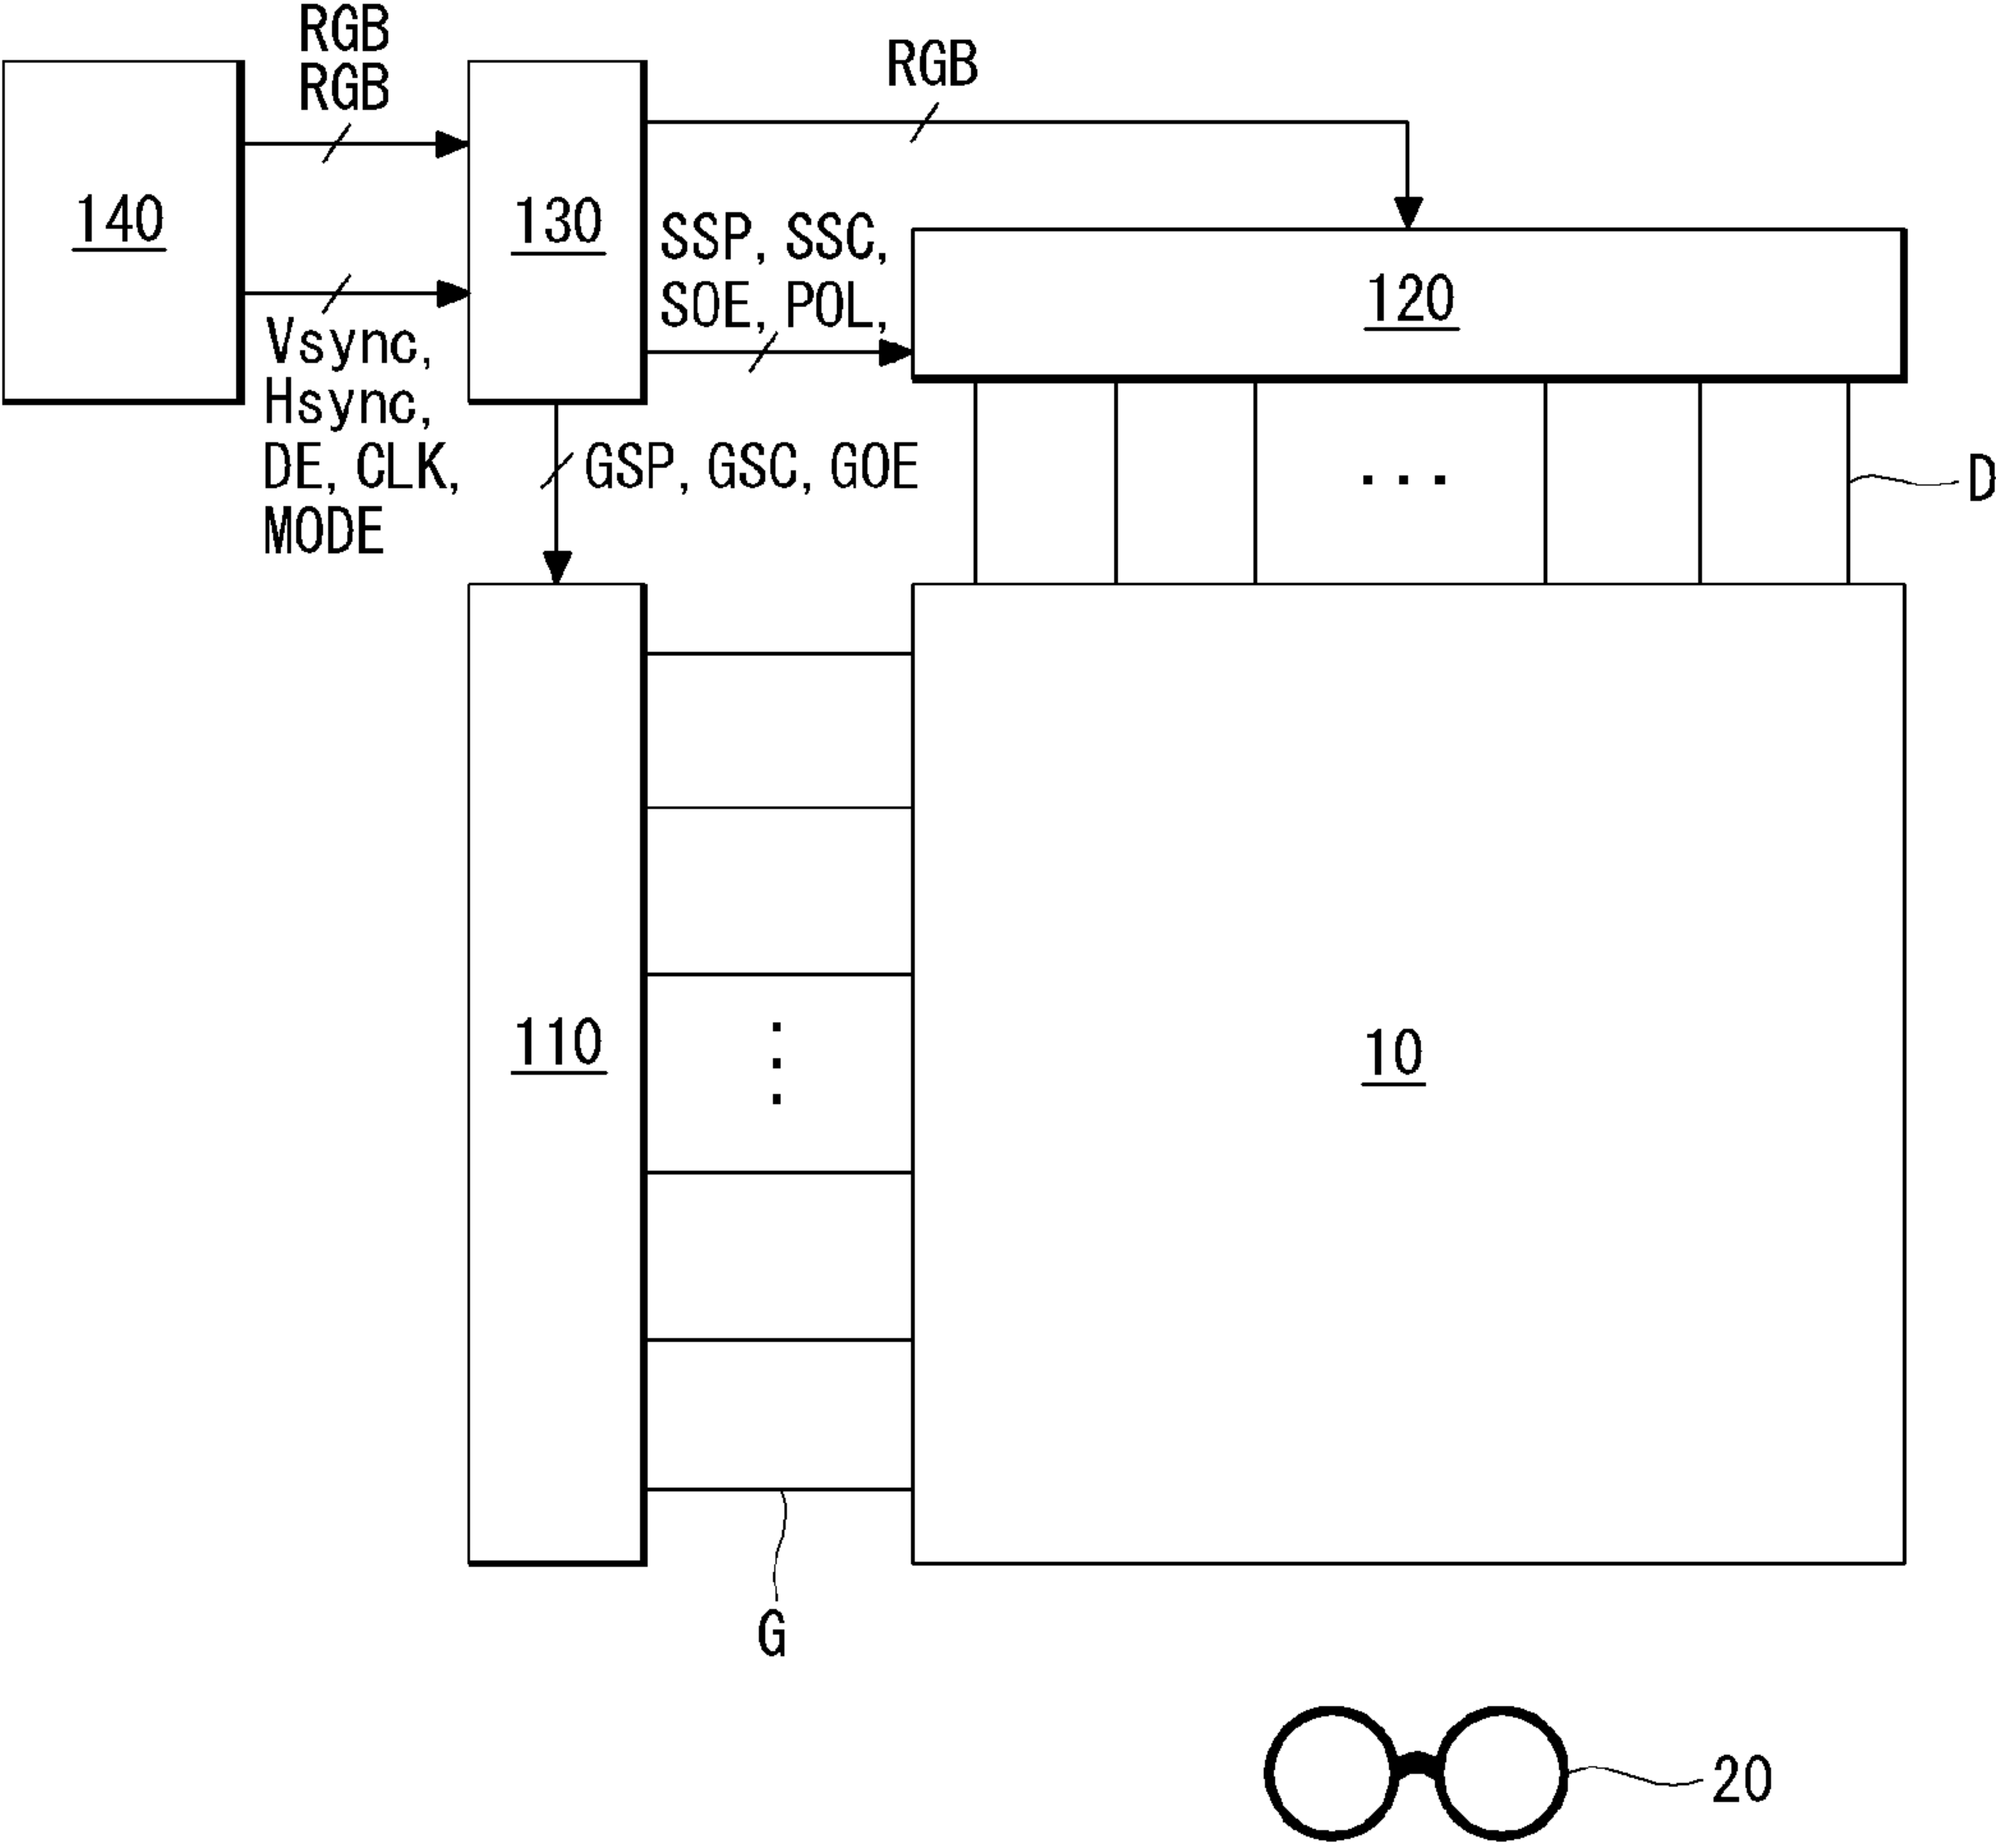 RGB
RGB
RGB
140
130
SSP, SSC,
SOE, POL,
120
Vsync,
Hsync,
DE, CLK,
MODE
GSP, GSC, GOE
D
110
10
G
20